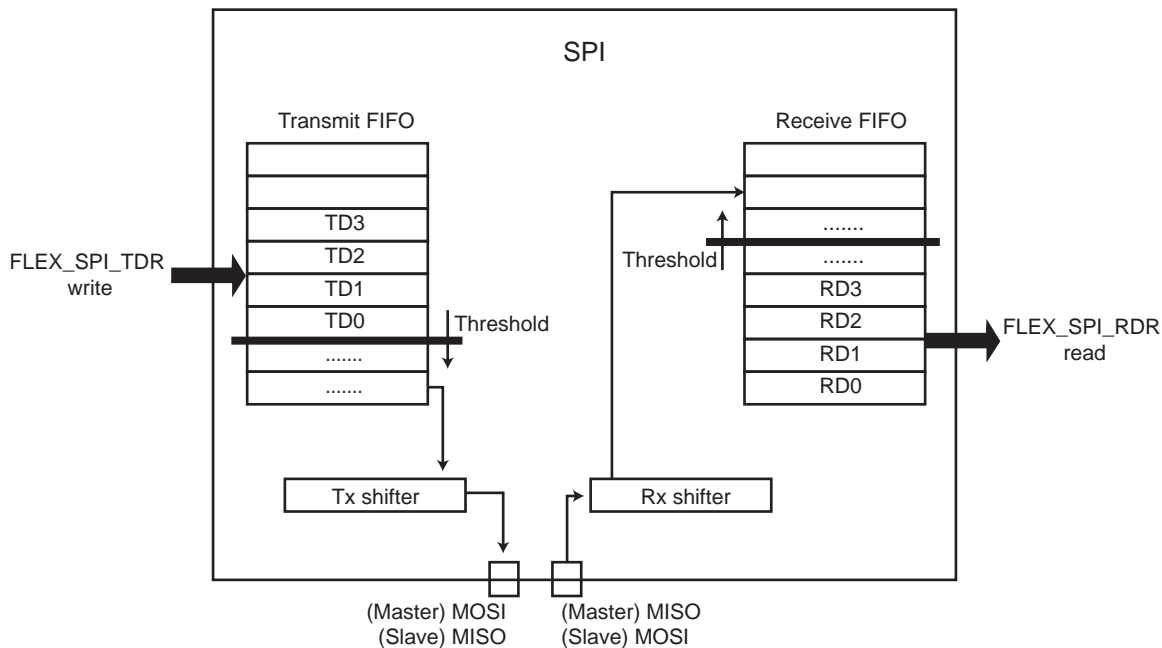 SPI
Transmit FIFO
TD3
TD2
TD1
TD0
.......
.......
Threshold
FLEX_SPI_TDR
write
Receive FIFO
.......
.......
RD3
RD2
RD1
RD0
Threshold
FLEX_SPI_RDR
read
Tx shifter
Rx shifter
(Master) MOSI
(Slave) MISO
(Master) MISO
(Slave) MOSI